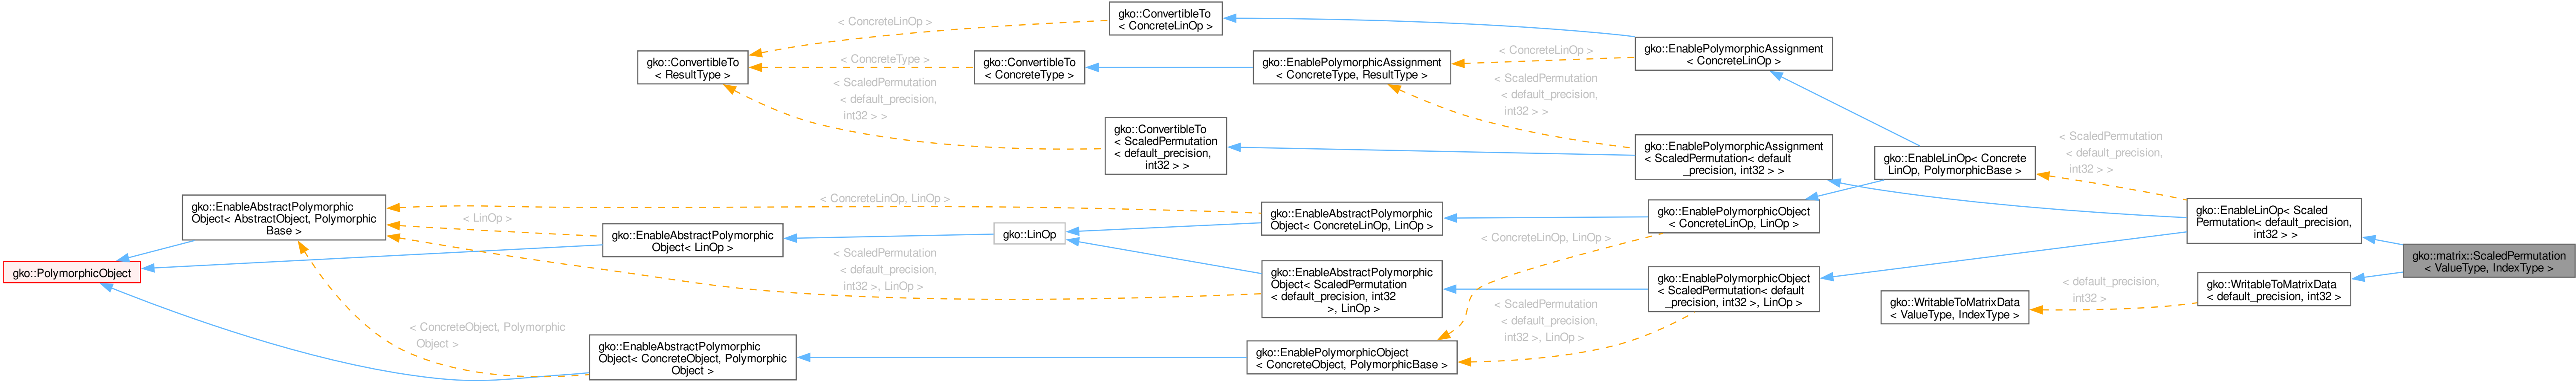 gko::PolymorphicObject
gko::EnableAbstractPolymorphic
Object< AbstractObject, Polymorphic
Base >
gko::EnableAbstractPolymorphic
Object< LinOp >
gko::EnableAbstractPolymorphic
Object< ConcreteObject, Polymorphic
Object >
< LinOp >
< ConcreteObject, Polymorphic
Object >
gko::ConvertibleTo
< ResultType >
< ConcreteLinOp >
< ConcreteType >
< ScaledPermutation
< default_precision,
int32 > >
< ConcreteLinOp, LinOp >
< ScaledPermutation
< default_precision,
int32 >, LinOp >
gko::ConvertibleTo
< ConcreteLinOp >
gko::ConvertibleTo
< ConcreteType >
gko::ConvertibleTo
< ScaledPermutation
< default_precision,
int32 > >
gko::LinOp
gko::EnablePolymorphicAssignment
< ConcreteType, ResultType >
gko::EnableAbstractPolymorphic
Object< ConcreteLinOp, LinOp >
gko::EnableAbstractPolymorphic
Object< ScaledPermutation
< default_precision, int32
>, LinOp >
gko::EnablePolymorphicObject
< ConcreteObject, PolymorphicBase >
< ConcreteLinOp >
< ScaledPermutation
< default_precision,
int32 > >
< ConcreteLinOp, LinOp >
< ScaledPermutation
< default_precision,
int32 >, LinOp >
gko::EnablePolymorphicAssignment
< ConcreteLinOp >
gko::EnablePolymorphicAssignment
< ScaledPermutation< default
_precision, int32 > >
gko::EnablePolymorphicObject
< ConcreteLinOp, LinOp >
gko::EnablePolymorphicObject
< ScaledPermutation< default
_precision, int32 >, LinOp >
gko::EnableLinOp< Concrete
LinOp, PolymorphicBase >
gko::WritableToMatrixData
< ValueType, IndexType >
< ScaledPermutation
< default_precision,
int32 > >
< default_precision,
int32 >
gko::EnableLinOp< Scaled
Permutation< default_precision,
int32 > >
gko::WritableToMatrixData
< default_precision, int32 >
gko::matrix::ScaledPermutation
< ValueType, IndexType >